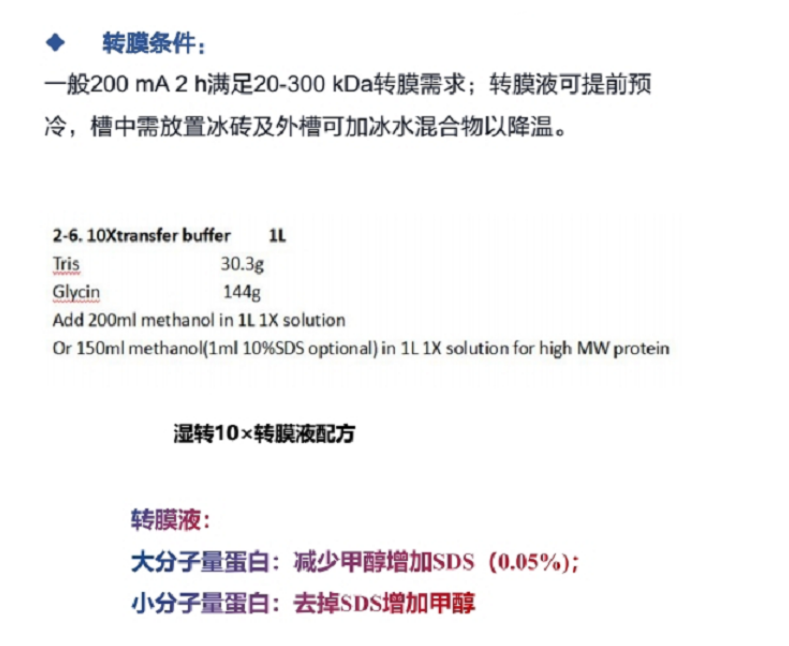 ◆ 转膜条件：
一般200 mA 2 h满足20-300 kDa转膜需求；转膜液可提前预
冷，槽中需放置冰砖及外槽可加冰水混合物以降温。
2-6. 10Xtransfer buffer 1L
Tris 30.3g
Glycin 144g
Add 200ml methanol in 1L 1X solution
Or 150ml methanol(1ml 10%SDS optional) in 1L 1X solution for high MW protein
湿转10×转膜液配方
转膜液：
大分子量蛋白：减少甲醇增加SDS（0.05%）；
小分子量蛋白：去掉SDS增加甲醇